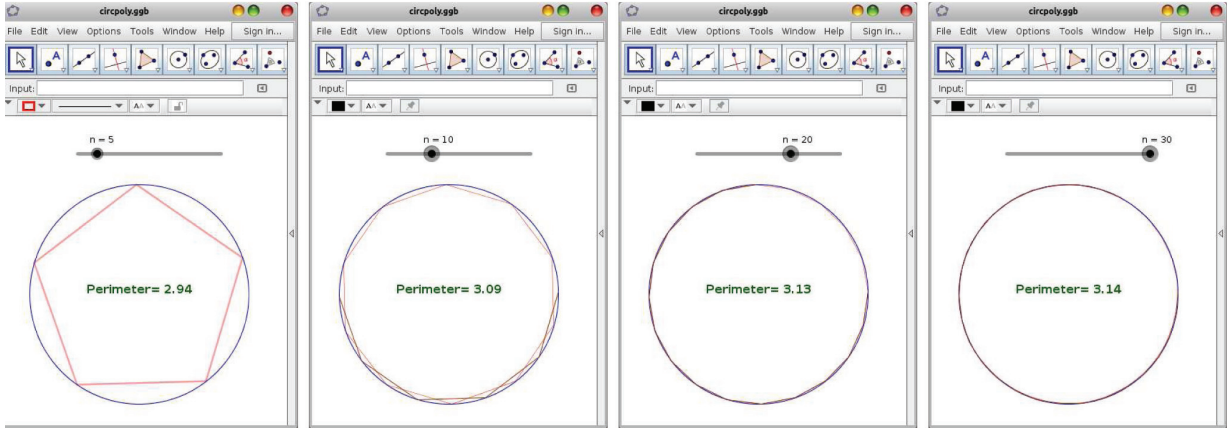 circpoly.ggb
File Edit View Options Tools Window Help Sign in...
Input:
n = 5
Perimeter= 2.94
circpoly.ggb
File Edit View Options Tools Window Help Sign in...
Input:
n = 10
Perimeter= 3.09
circpoly.ggb
File Edit View Options Tools Window Help Sign in...
Input:
n = 20
Perimeter= 3.13
circpoly.ggb
File Edit View Options Tools Window Help Sign in...
Input:
n = 30
Perimeter= 3.14